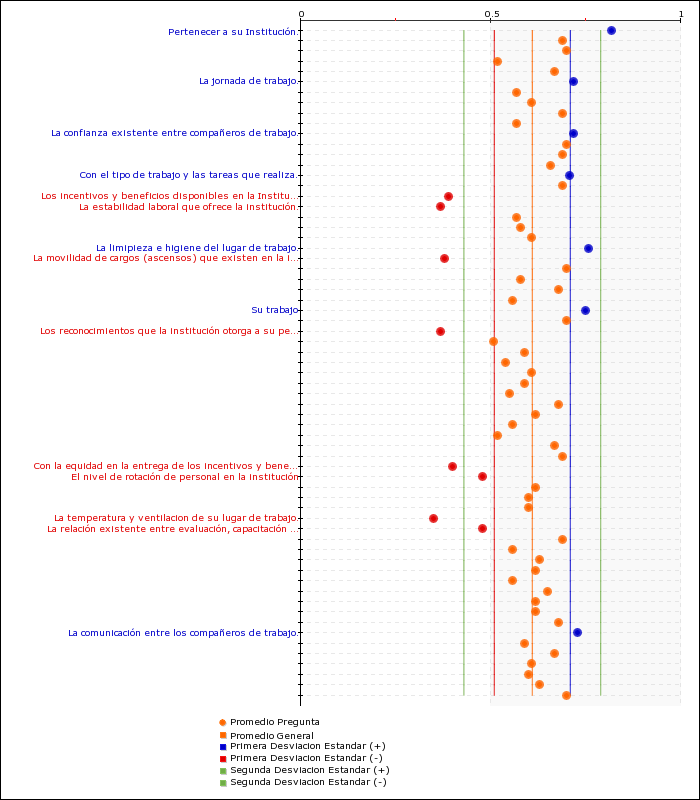 0
0.5
1
Pertenecer a su Institución.
La jornada de trabajo.
La confianza existente entre compañeros de trabajo.
Con el tipo de trabajo y las tareas que realiza.
Los incentivos y beneficios disponibles en la Institu...
La estabilidad laboral que ofrece la institución.
La limipieza e higiene del lugar de trabajo.
La movilidad de cargos (ascensos) que existen en la i...
Su trabajo
Los reconocimientos que la institución otorga a su pe...
Con la equidad en la entrega de los incentivos y bene...
El nivel de rotación de personal en la institución
La temperatura y ventilacion de su lugar de trabajo.
La relación existente entre evaluación, capacitación ...
La comunicación entre los compañeros de trabajo.
Promedio Pregunta
Promedio General
Primera Desviacion Estandar (+)
Primera Desviacion Estandar (-)
Segunda Desviacion Estandar (+)
Segunda Desviacion Estandar (-)